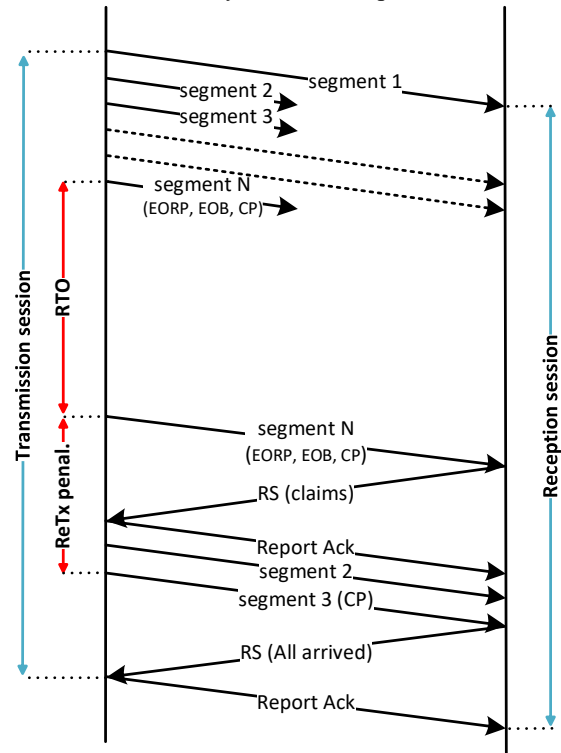 segment 1
segment 2
segment 3
segment N
(EORP, EOB, CP)
Transmission session
RTO
Reception session
segment N
(EORP, EOB, CP)
RS (claims)
ReTx penal.
Report Ack
segment 2
segment 3 (CP)
RS (All arrived)
Report Ack